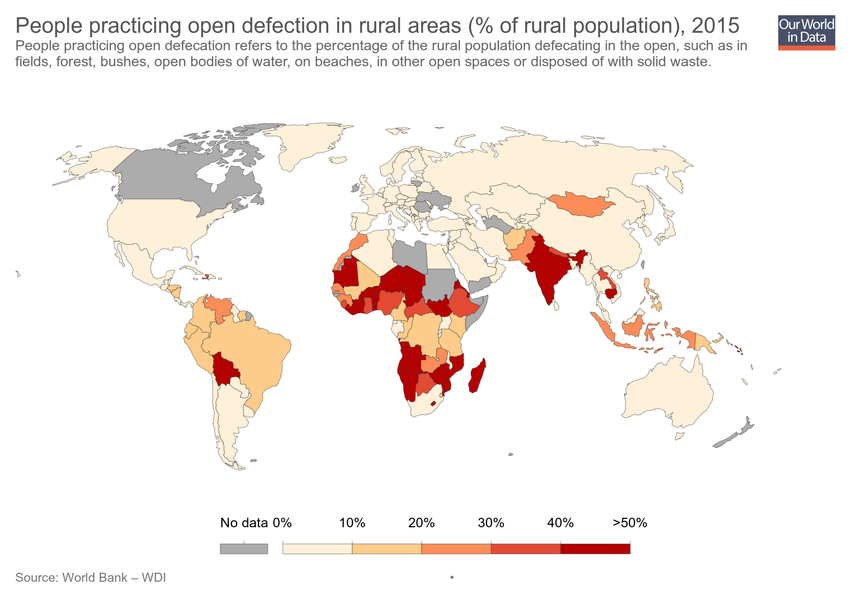 People practicing open defection in rural areas (% of rural population), 2015
People practicing open defecation refers to the percentage of the rural population defecating in the open, such as in
fields, forest, bushes, open bodies of water, on beaches, in other open spaces or disposed of with solid waste.
Our World
in Data
No data 0% 10% 20% 30% 40% >50%
Source: World Bank – WDI